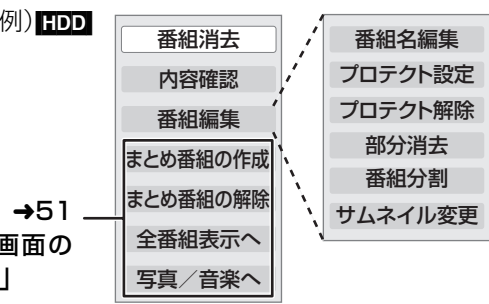 例) HDD
番組消去
内容確認
番組編集
まとめ番組の作成
まとめ番組の解除
全番組表示へ
写真／音楽へ
番組名編集
プロテクト設定
プロテクト解除
部分消去
番組分割
サムネイル変更
➔51
画面の
」